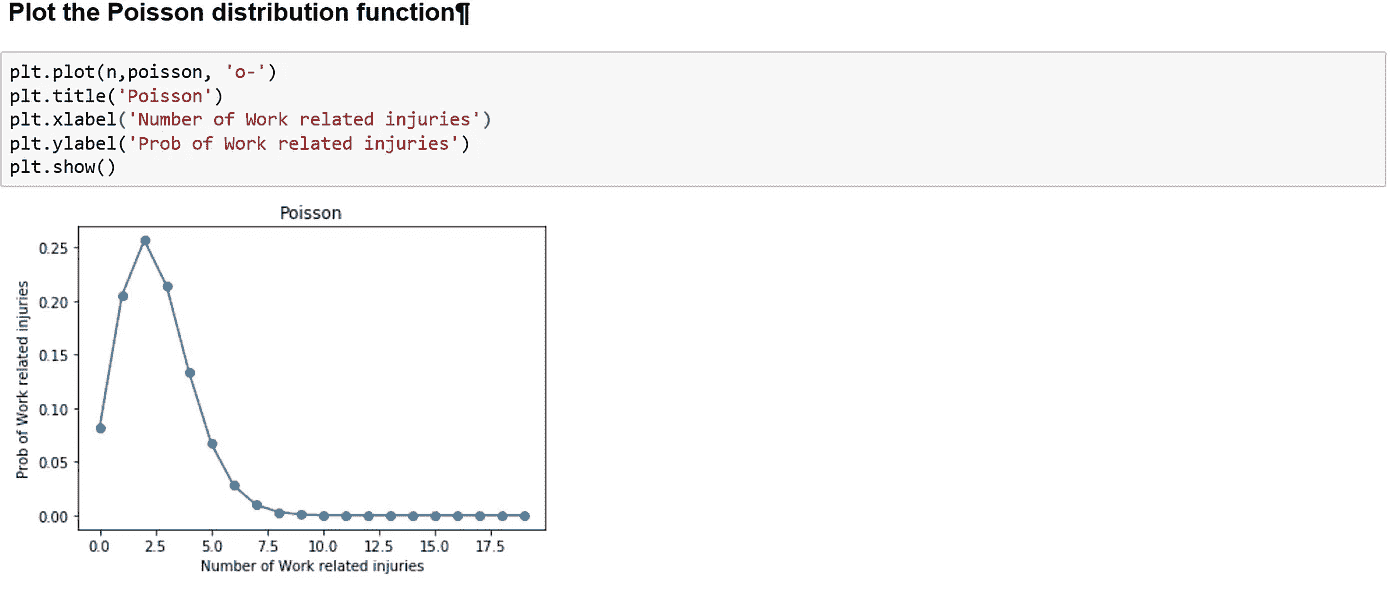 Plot the Poisson distribution function¶
plt.plot(n,poisson, 'o-')
plt.title('Poisson')
plt.xlabel('Number of Work related injuries')
plt.ylabel('Prob of Work related injuries')
plt.show()
Poisson
Prob of Work related injuries
0.25
0.20
0.15
0.10
0.05
0.00
0.0 2.5 5.0 7.5 10.0 12.5 15.0 17.5
Number of Work related injuries